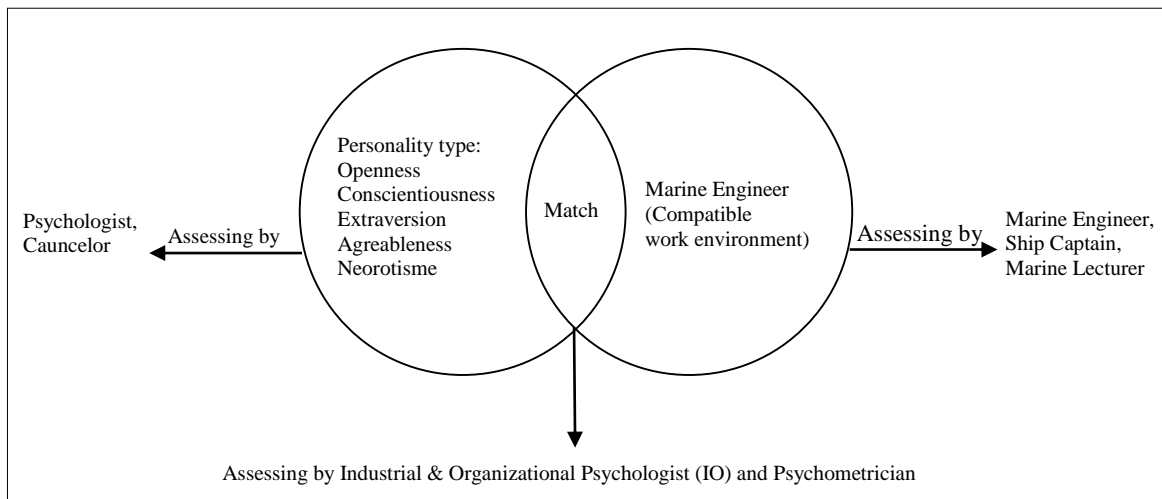 Psychologist,
Cauncelor
Assessing by
Personality type:
Openness
Conscientiousness
Extraversion
Agreableness
Neorotisme
Match
Marine Engineer
(Compatible
work environment)
Assessing by
Marine Engineer,
Ship Captain,
Marine Lecturer
Assessing by Industrial & Organizational Psychologist (IO) and Psychometrician